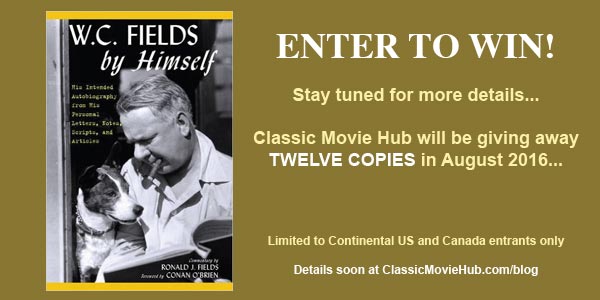 W.C. FIELDS
by Himself
His Intended
Autobiography
from His
Personal
Letters, Notes,
Scripts, and
Articles
Commentary by
RONALD J. FIELDS
Foreword by
CONAN O'BRIEN
ENTER TO WIN!
Stay tuned for more details...
Classic Movie Hub will be giving away
TWELVE COPIES in August 2016...
Limited to Continental US and Canada entrants only
Details soon at ClassicMovieHub.com/blog